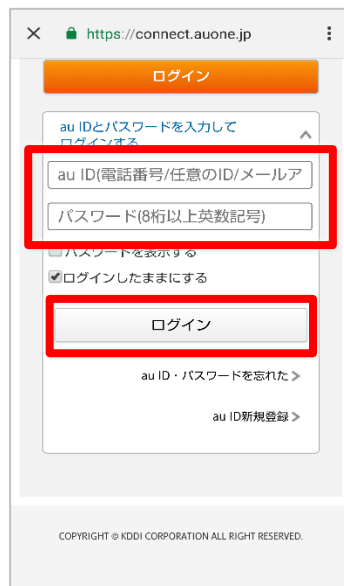 https://connect.auone.jp
ログイン
au IDとパスワードを入力して
ログインする
au ID(電話番号/任意のID/メールア
パスワード(8桁以上英数記号)
パスワードを表示する
ログインしたままにする
ログイン
au ID・パスワードを忘れた >
au ID新規登録 >
COPYRIGHT © KDDI CORPORATION ALL RIGHT RESERVED.